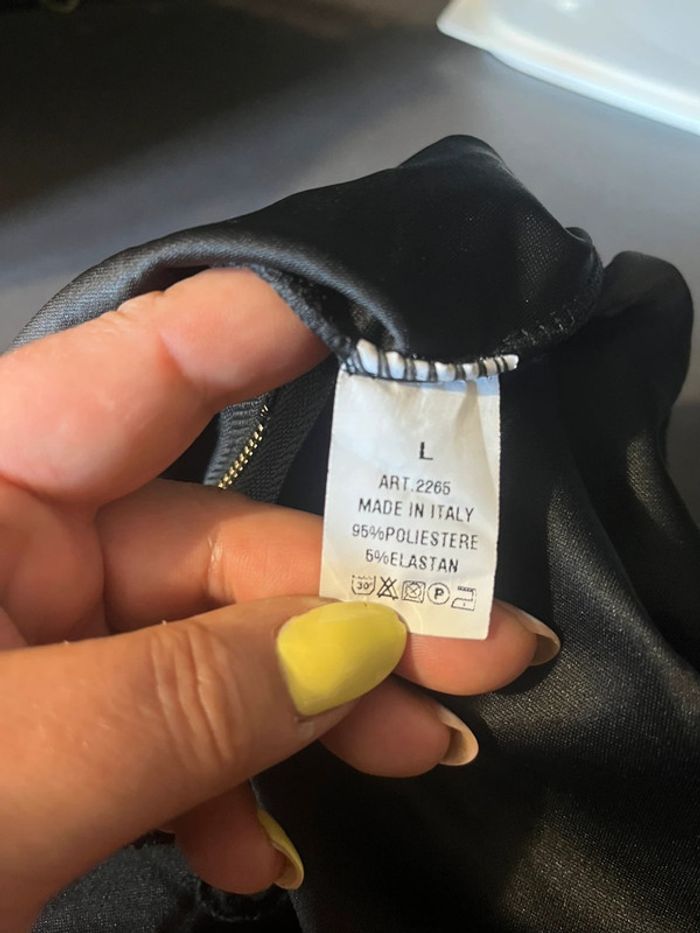 L
ART.2265
MADE IN ITALY
95%POLIESTERE
5%ELASTAN
30° P